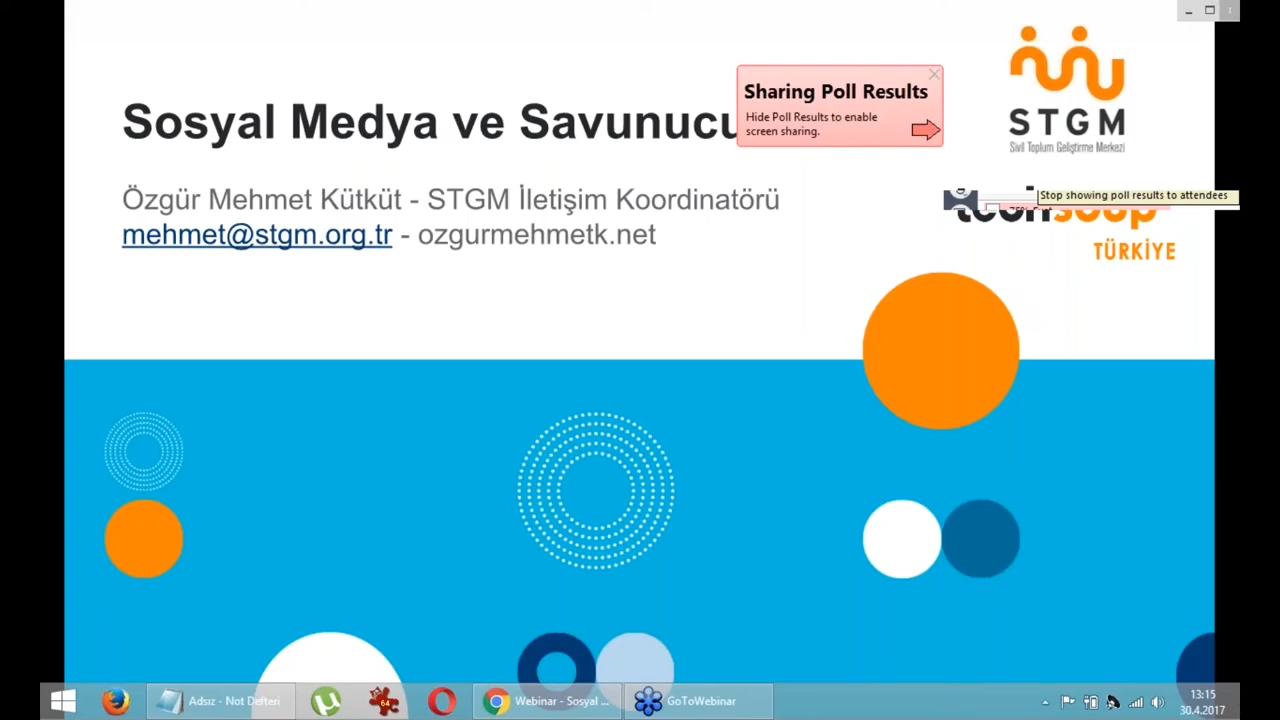 Sosyal Medya ve Savunucu
Sharing Poll Results
Hide Poll Results to enable
screen sharing.
STGM
Sivil Toplum Geliştirme Merkezi
Özgür Mehmet Kütküt - STGM İletişim Koordinatörü
mehmet@stgm.org.tr - ozgurmehmetk.net
Stop showing poll results to attendees
techsoup
TÜRKİYE
64
Adsız - Not Defteri
Webinar - Sosyal ...
GoToWebinar
13:15
30.4.2017